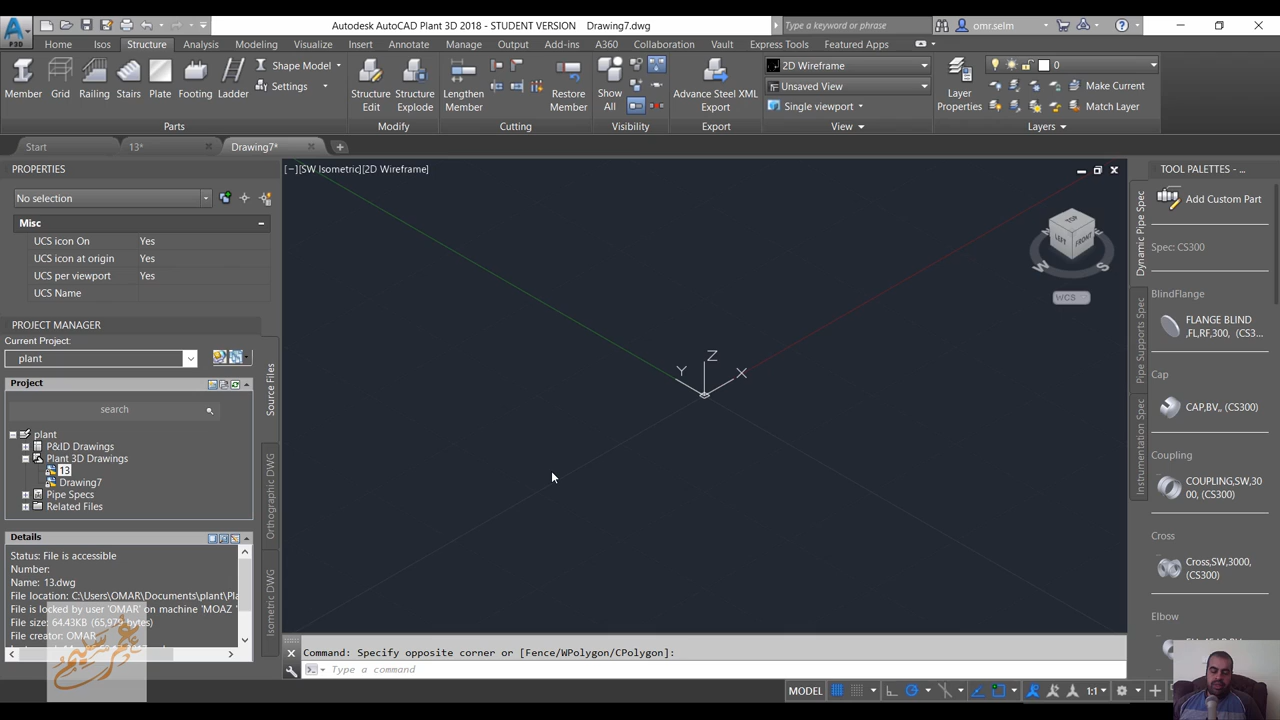 Autodesk AutoCAD Plant 3D 2018 - STUDENT VERSION Drawing7.dwg
Type a keyword or phrase
omr.selm
P3D
Home Isos Structure Analysis Modeling Visualize Insert Annotate Manage Output Add-ins A360 Collaboration Vault Express Tools Featured Apps
Member Grid Railing Stairs Plate Footing Ladder
Shape Model
Settings
Structure Edit
Structure Explode
Lengthen Member
Restore Member
Show All
Advance Steel XML Export
2D Wireframe
Unsaved View
Single viewport
Layer Properties
0
Make Current
Match Layer
Parts Modify Cutting Visibility Export View Layers
Start 13* Drawing7*
PROPERTIES
No selection
Misc
UCS icon On Yes
UCS icon at origin Yes
UCS per viewport Yes
UCS Name
PROJECT MANAGER
Current Project:
plant
Project
search
plant
P&ID Drawings
Plant 3D Drawings
13
Drawing7
Pipe Specs
Related Files
Details
Status: File is accessible
Number:
Name: 13.dwg
File location: C:\Users\OMAR\Documents\plant\Pla
File is locked by user 'OMAR' on machine 'MOAZ
File size: 64.43KB (65,979 bytes)
File creator: OMAR
Source Files
Orthographic DWG
Isometric DWG
[−][SW Isometric][2D Wireframe]
TOP
LEFT FRONT
W S
WCS
Z
Y X
Command: Specify opposite corner or [Fence/WPolygon/CPolygon]:
Type a command
MODEL
1:1
TOOL PALETTES - ...
Dynamic Pipe Spec
Pipe Supports Spec
Instrumentation Spec
Add Custom Part
Spec: CS300
BlindFlange
FLANGE BLIND
,FL,RF,300, (CS3...
Cap
CAP,BV,, (CS300)
Coupling
COUPLING,SW,30
00, (CS300)
Cross
Cross,SW,3000,
(CS300)
Elbow
عمر سليم